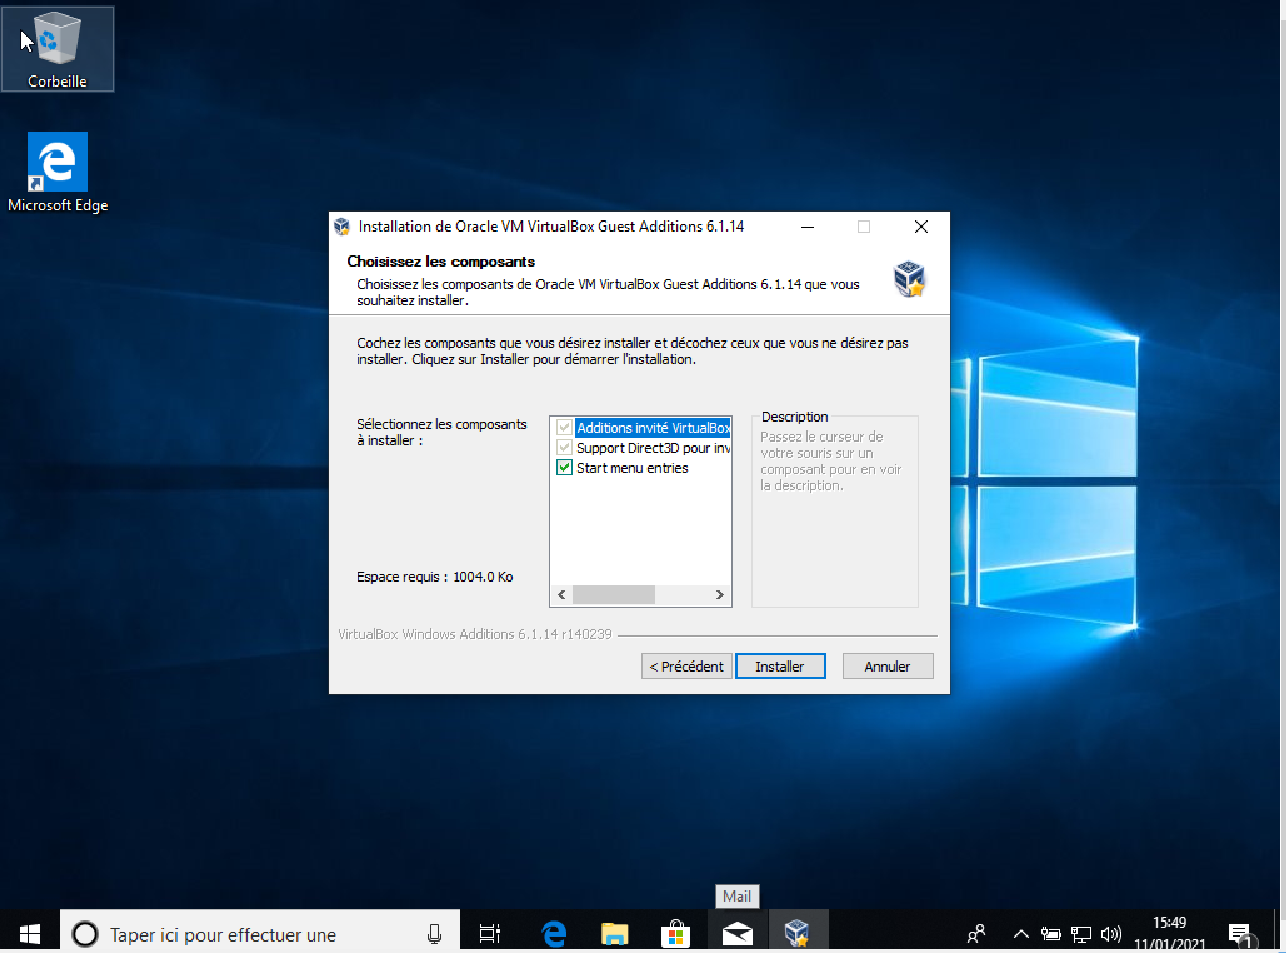 Corbeille
Microsoft Edge
Installation de Oracle VM VirtualBox Guest Additions 6.1.14
Choisissez les composants
Choisissez les composants de Oracle VM VirtualBox Guest Additions 6.1.14 que vous
souhaitez installer.
Cochez les composants que vous désirez installer et décochez ceux que vous ne désirez pas
installer. Cliquez sur Installer pour démarrer l'installation.
Sélectionnez les composants
à installer :
Additions invité VirtualBox
Support Direct3D pour inv
Start menu entries
Description
Passez le curseur de
votre souris sur un
composant pour en voir
la description.
Espace requis : 1004.0 Ko
VirtualBox Windows Additions 6.1.14 r140239
< Précédent
Installer
Annuler
Mail
Taper ici pour effectuer une
15:49
11/01/2021
1